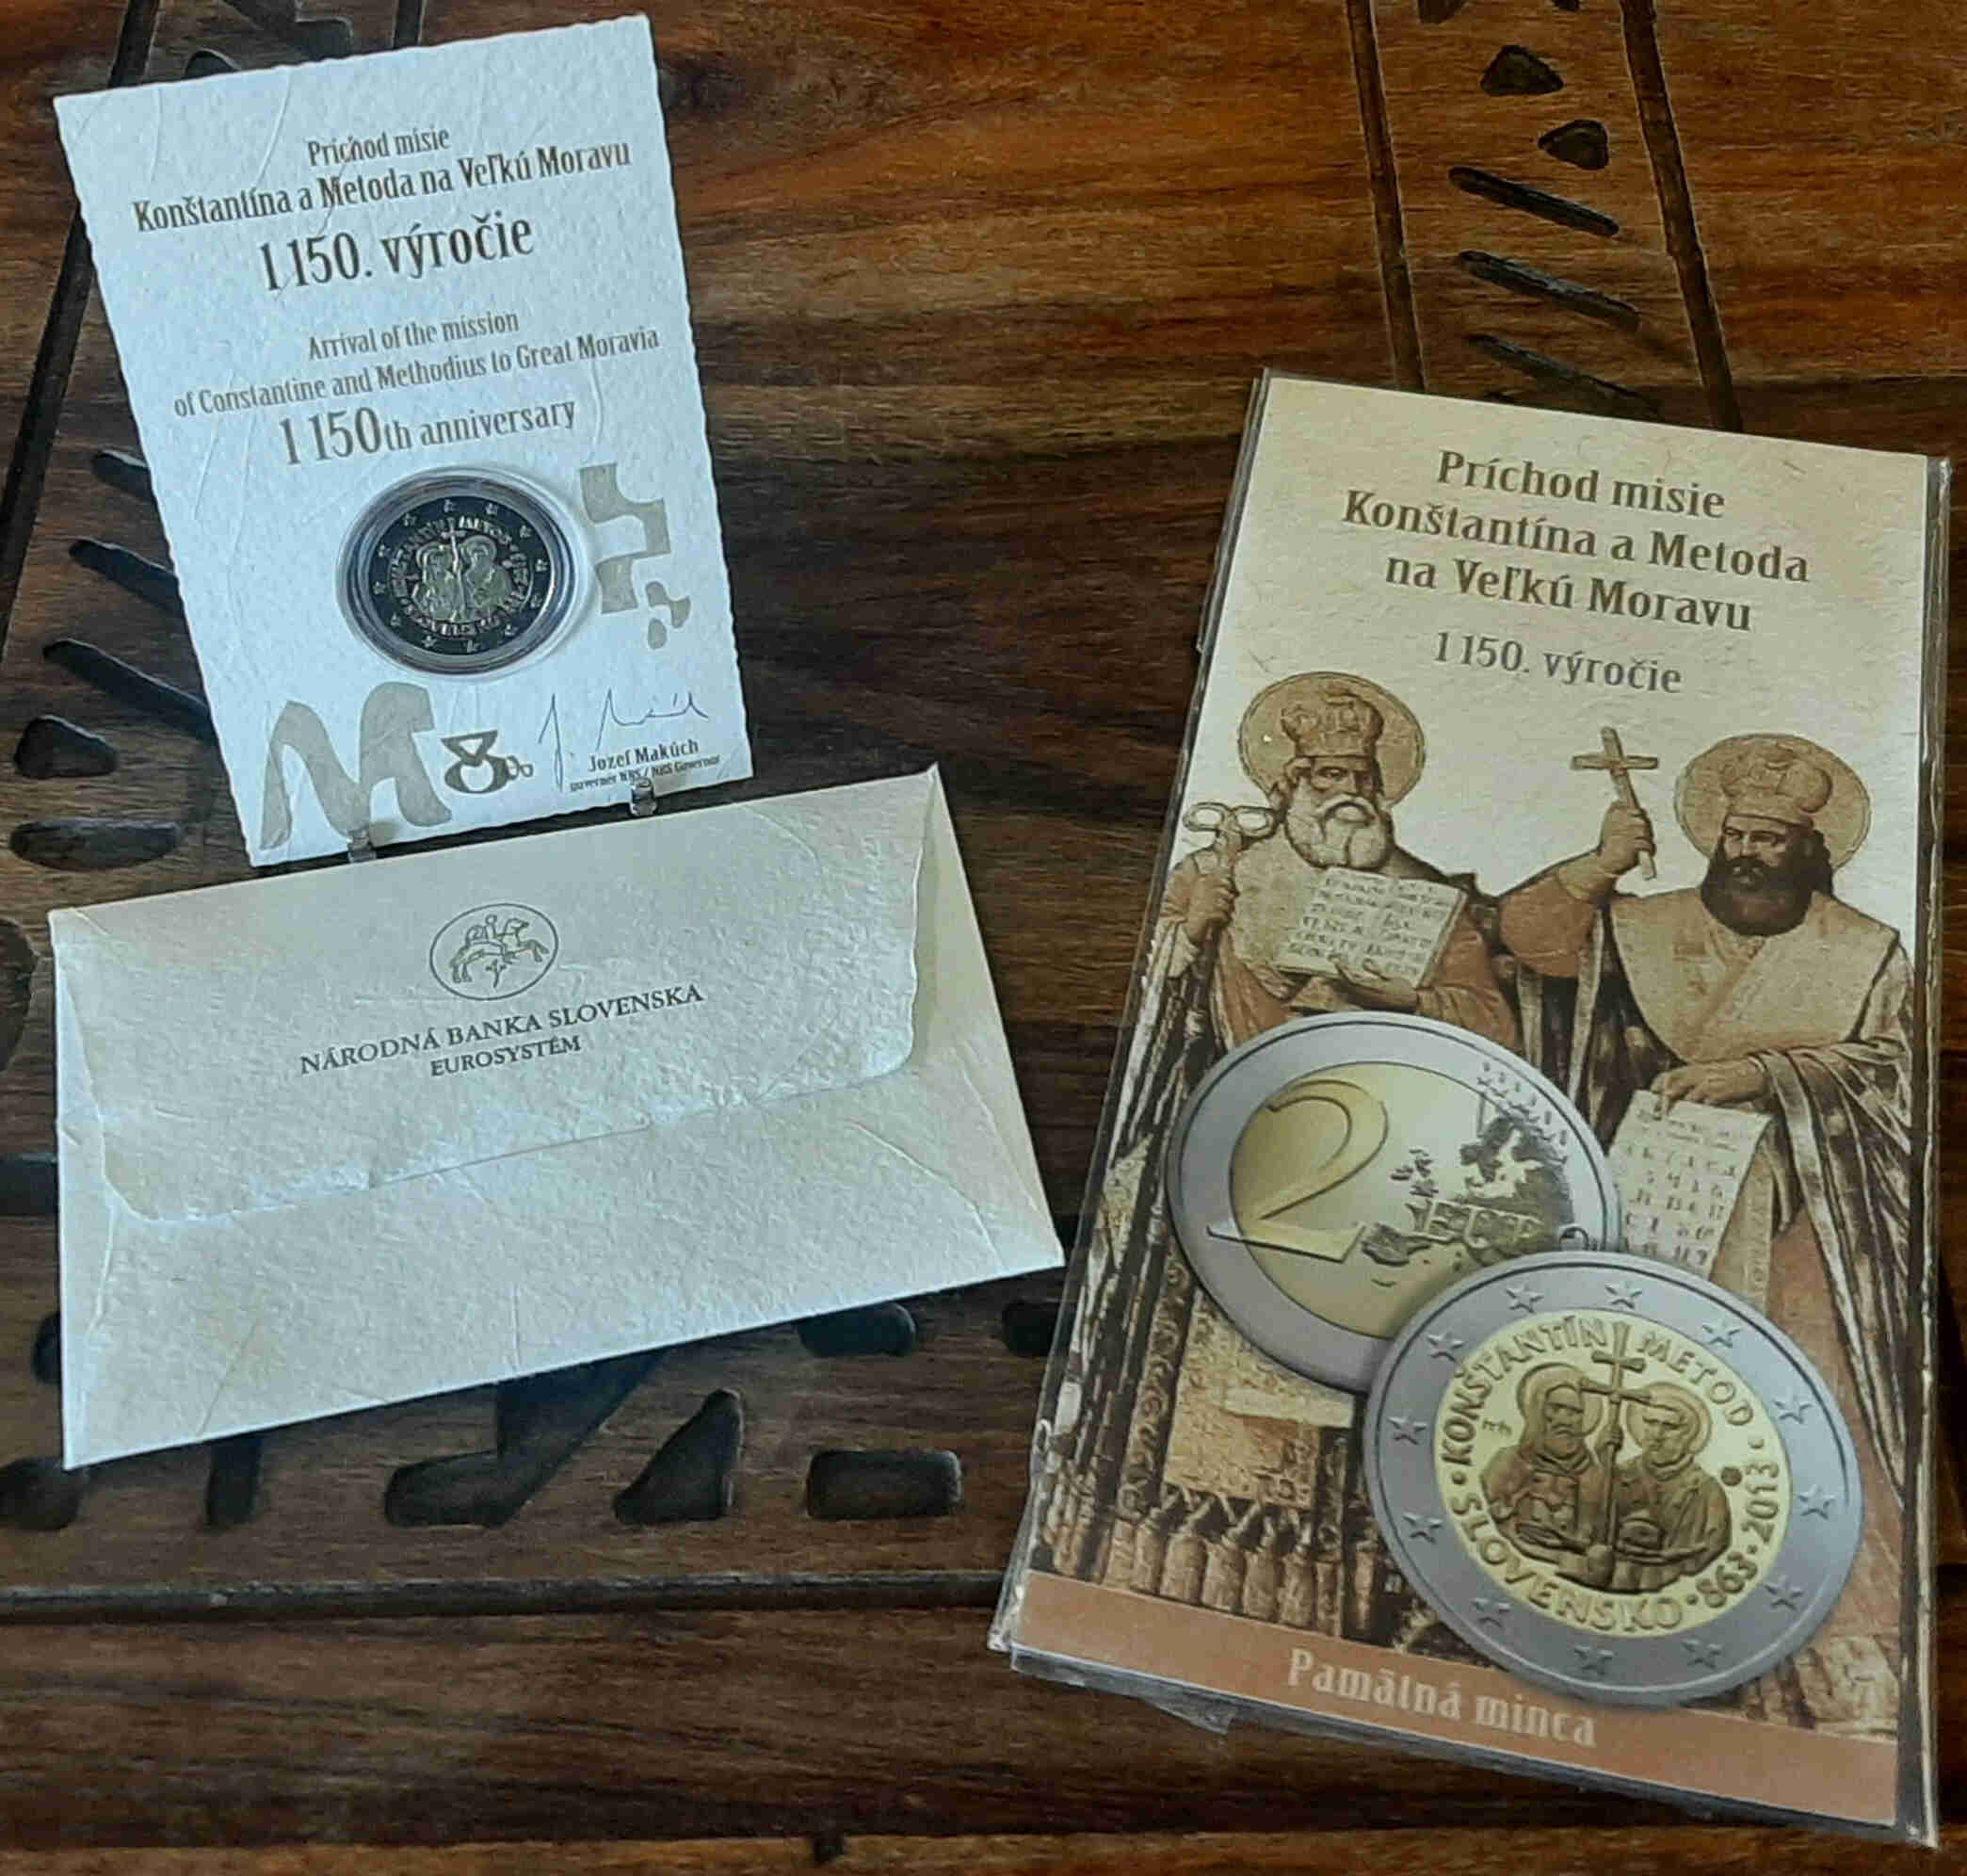 Príchod misie
Konštantína a Metoda na Veľkú Moravu
1 150. výročie
Arrival of the mission
of Constantine and Methodius to Great Moravia
1 150th anniversary
Jozef Makúch
guvernér NBS / NBS Governor
NÁRODNÁ BANKA SLOVENSKA
EUROSYSTÉM
Príchod misie
Konštantína a Metoda
na Veľkú Moravu
1 150. výročie
2
KONŠTANTÍN METOD
SLOVENSKO
863 · 2013
Pamätná minca